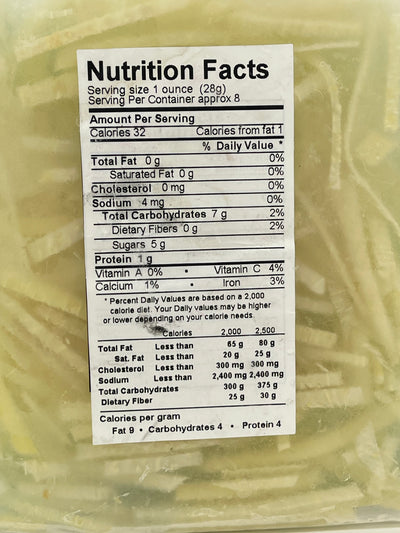 Nutrition Facts
Serving size 1 ounce (28g)
Serving Per Container approx 8
Amount Per Serving
Calories 32 Calories from fat 1
% Daily Value *
Total Fat 0 g 0%
Saturated Fat 0 g 0%
Cholesterol 0 mg 0%
Sodium 4 mg 0%
Total Carbohydrates 7 g 2%
Dietary Fibers 0 g 2%
Sugars 5 g
Protein 1 g
Vitamin A 0% • Vitamin C 4%
Calcium 1% • Iron 3%
* Percent Daily Values are based on a 2,000
calorie diet. Your Daily values may be higher
or lower depending on your calorie needs.
Calories 2,000 2,500
Total Fat Less than 65 g 80 g
Sat. Fat Less than 20 g 25 g
Cholesterol Less than 300 mg 300 mg
Sodium Less than 2,400 mg 2,400 mg
Total Carbohydrates 300 g 375 g
Dietary Fiber 25 g 30 g
Calories per gram
Fat 9 • Carbohydrates 4 • Protein 4